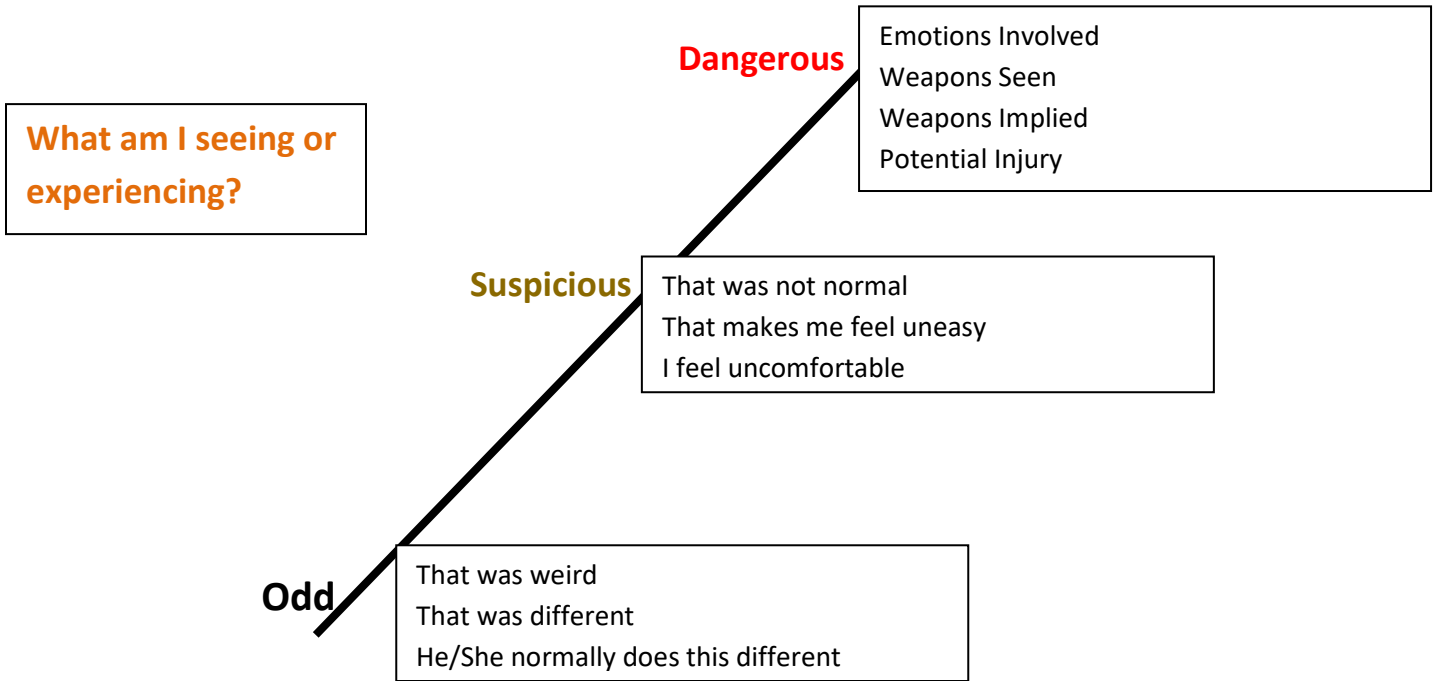 Dangerous
Emotions Involved
Weapons Seen
Weapons Implied
Potential Injury
What am I seeing or
experiencing?
Suspicious
That was not normal
That makes me feel uneasy
I feel uncomfortable
Odd
That was weird
That was different
He/She normally does this different